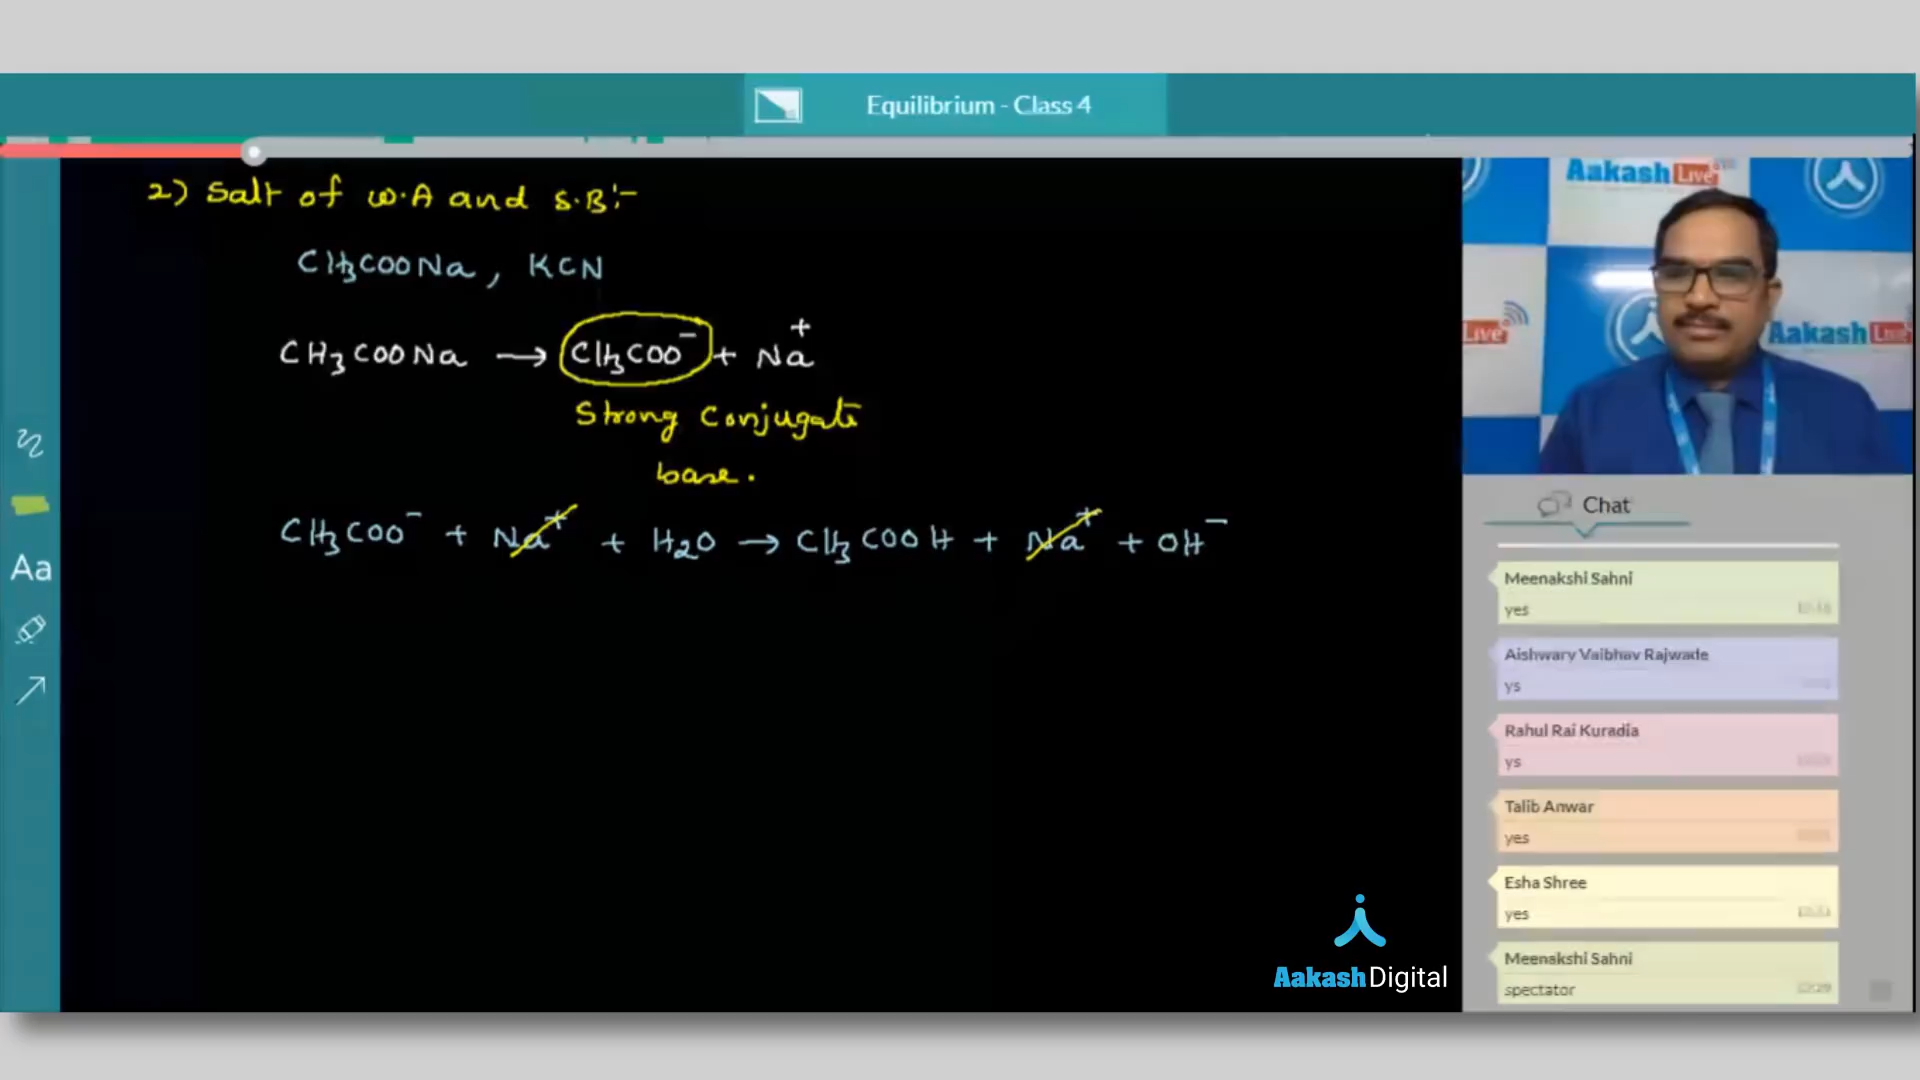 Equilibrium - Class 4
2) Salt of W.A and S.B:-
CH₃COONa, KCN
CH₃COONa → CH₃COO⁻ + Na⁺
Strong Conjugate
base.
CH₃COO⁻ + Na⁺ + H₂O → CH₃COOH + Na⁺ + OH⁻
Aa
Aakash Digital
Aakash Live
Live
Aakash Live
Chat
Meenakshi Sahni
yes
Aishwary Vaibhav Rajwade
ys
Rahul Rai Kuradia
ys
Talib Anwar
yes
Esha Shree
yes
Meenakshi Sahni
spectator